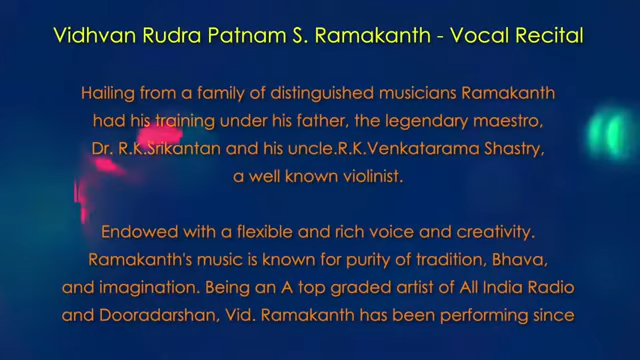 Vidhvan Rudra Patnam S. Ramakanth - Vocal Recital
Hailing from a family of distinguished musicians Ramakanth
had his training under his father, the legendary maestro,
Dr. R.K.Srikantan and his uncle.R.K.Venkatarama Shastry,
a well known violinist.
Endowed with a flexible and rich voice and creativity.
Ramakanth's music is known for purity of tradition, Bhava,
and imagination. Being an A top graded artist of All India Radio
and Dooradarshan, Vid. Ramakanth has been performing since